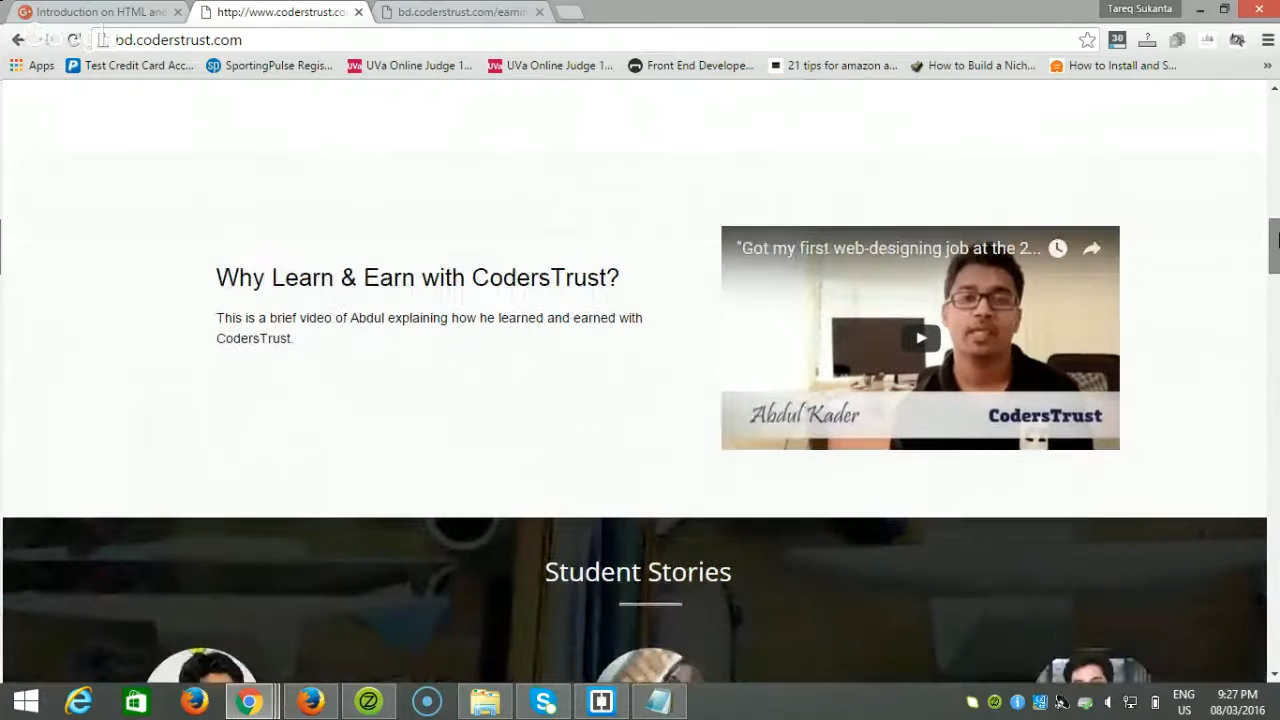 Introduction on HTML and
http://www.coderstrust.co
bd.coderstrust.com/earnin
Tareq Sukanta
bd.coderstrust.com
30
Apps
Test Credit Card Acc...
SportingPulse Regis...
UVa Online Judge 1...
UVa Online Judge 1...
Front End Develope...
21 tips for amazon a...
How to Build a Nich...
How to Install and S...
Why Learn & Earn with CodersTrust?
This is a brief video of Abdul explaining how he learned and earned with
CodersTrust.
"Got my first web-designing job at the 2...
Abdul Kader
CodersTrust
Student Stories
ENG
9:27 PM
US
08/03/2016